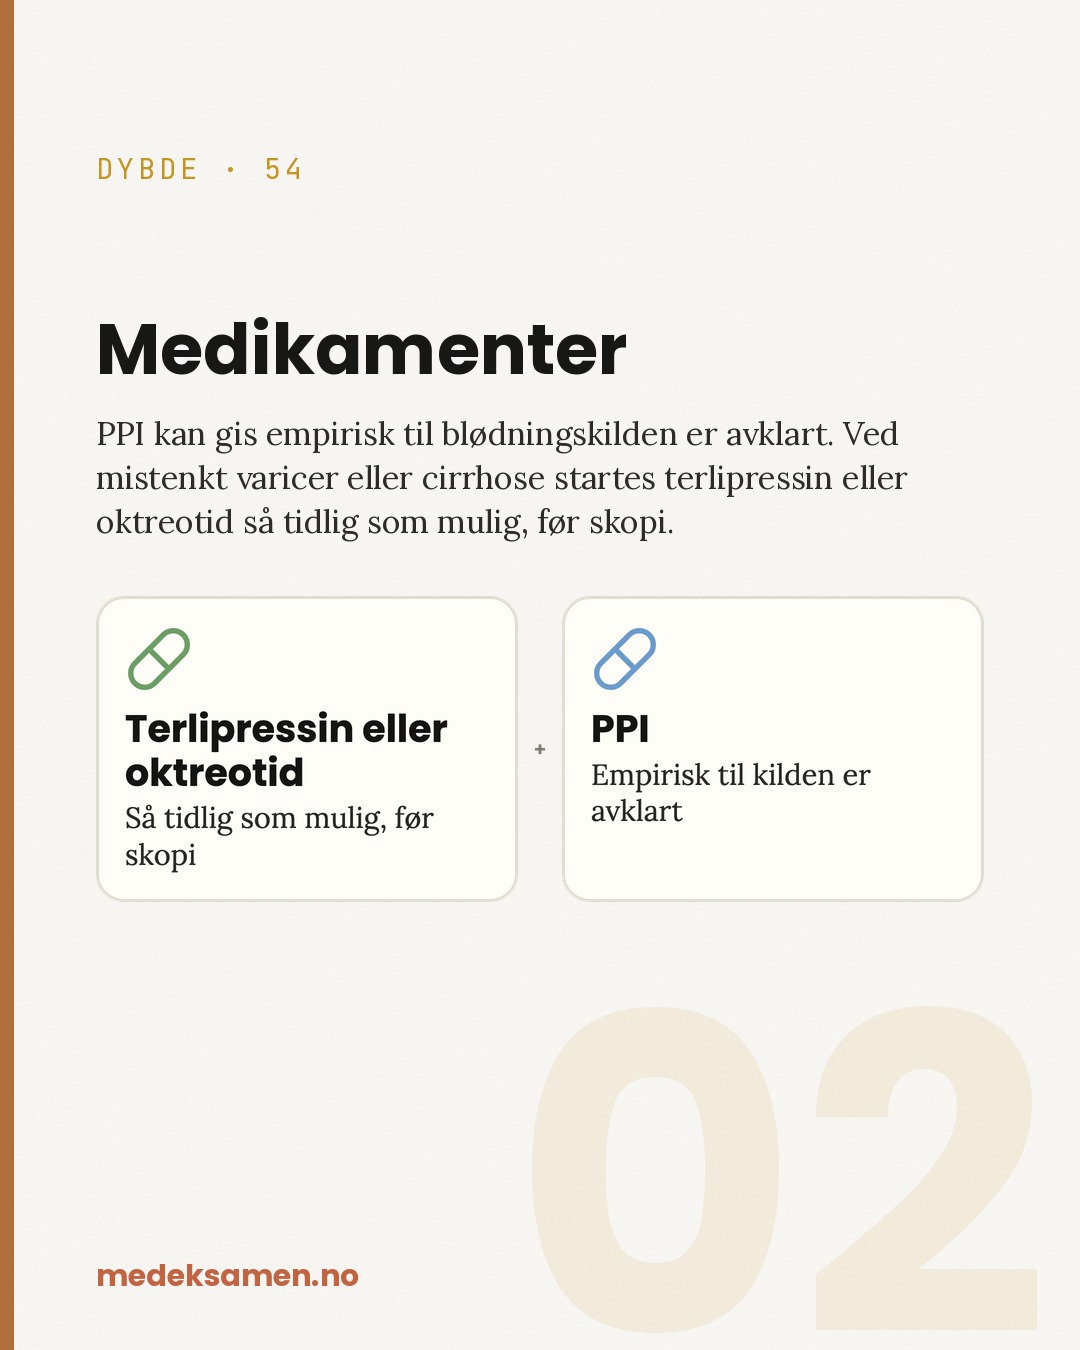 DYBDE · 54
Medikamenter
PPI kan gis empirisk til blødningskilden er avklart. Ved
mistenkt varicer eller cirrhose startes terlipressin eller
oktreotid så tidlig som mulig, før skopi.
Terlipressin eller
oktreotid
Så tidlig som mulig, før
skopi
+
PPI
Empirisk til kilden er
avklart
02
medeksamen.no